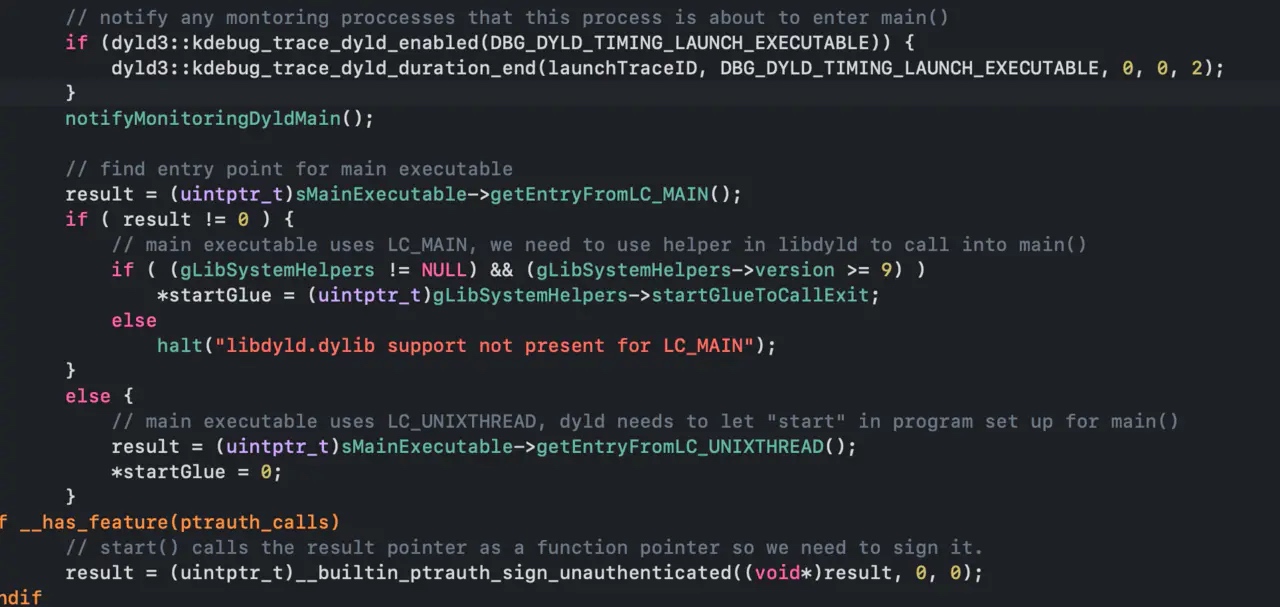 // notify any montoring proccesses that this process is about to enter main()
if (dyld3::kdebug_trace_dyld_enabled(DBG_DYLD_TIMING_LAUNCH_EXECUTABLE)) {
dyld3::kdebug_trace_dyld_duration_end(launchTraceID, DBG_DYLD_TIMING_LAUNCH_EXECUTABLE, 0, 0, 2);
}
notifyMonitoringDyldMain();
// find entry point for main executable
result = (uintptr_t)sMainExecutable->getEntryFromLC_MAIN();
if ( result != 0 ) {
// main executable uses LC_MAIN, we need to use helper in libdyld to call into main()
if ( (gLibSystemHelpers != NULL) && (gLibSystemHelpers->version >= 9) )
*startGlue = (uintptr_t)gLibSystemHelpers->startGlueToCallExit;
else
halt("libdyld.dylib support not present for LC_MAIN");
}
else {
// main executable uses LC_UNIXTHREAD, dyld needs to let "start" in program set up for main()
result = (uintptr_t)sMainExecutable->getEntryFromLC_UNIXTHREAD();
*startGlue = 0;
}
f __has_feature(ptrauth_calls)
// start() calls the result pointer as a function pointer so we need to sign it.
result = (uintptr_t)__builtin_ptrauth_sign_unauthenticated((void*)result, 0, 0);
ndif